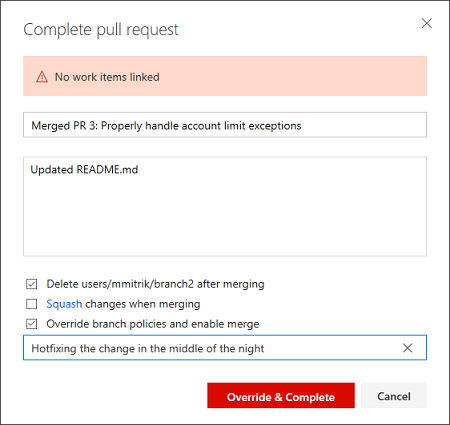 Complete pull request
No work items linked
Merged PR 3: Properly handle account limit exceptions
Updated README.md
Delete users/mmitrik/branch2 after merging
Squash changes when merging
Override branch policies and enable merge
Hotfixing the change in the middle of the night
Override & Complete
Cancel